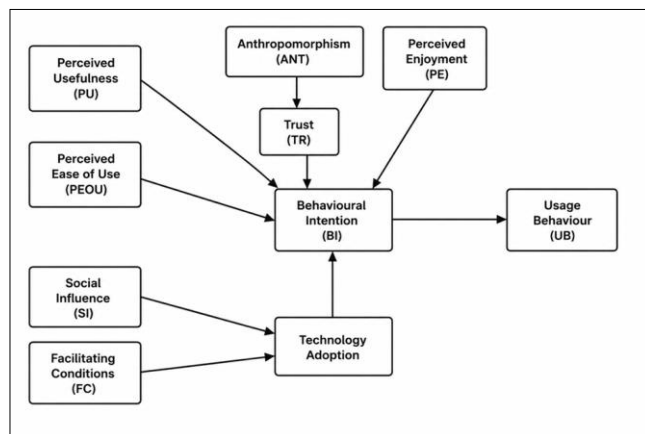 Anthropomorphism
(ANT)
Perceived
Enjoyment
(PE)
Perceived
Usefulness
(PU)
Trust
(TR)
Perceived
Ease of Use
(PEOU)
Behavioural
Intention
(BI)
Usage
Behaviour
(UB)
Social
Influence
(SI)
Technology
Adoption
Facilitating
Conditions
(FC)